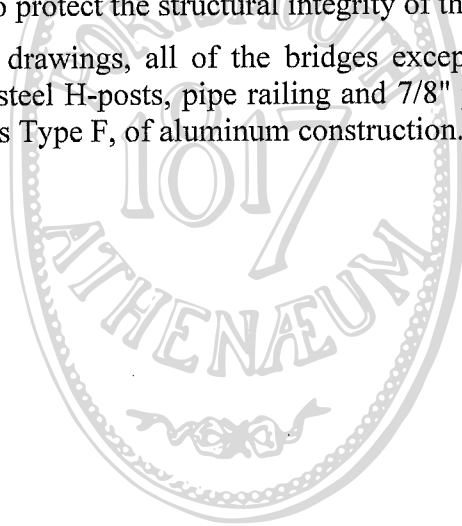 o protect the structural integrity of th
drawings, all of the bridges excep
steel H-posts, pipe railing and 7/8"
s Type F, of aluminum construction.
PORTSMOUTH
1817
ATHENÆUM